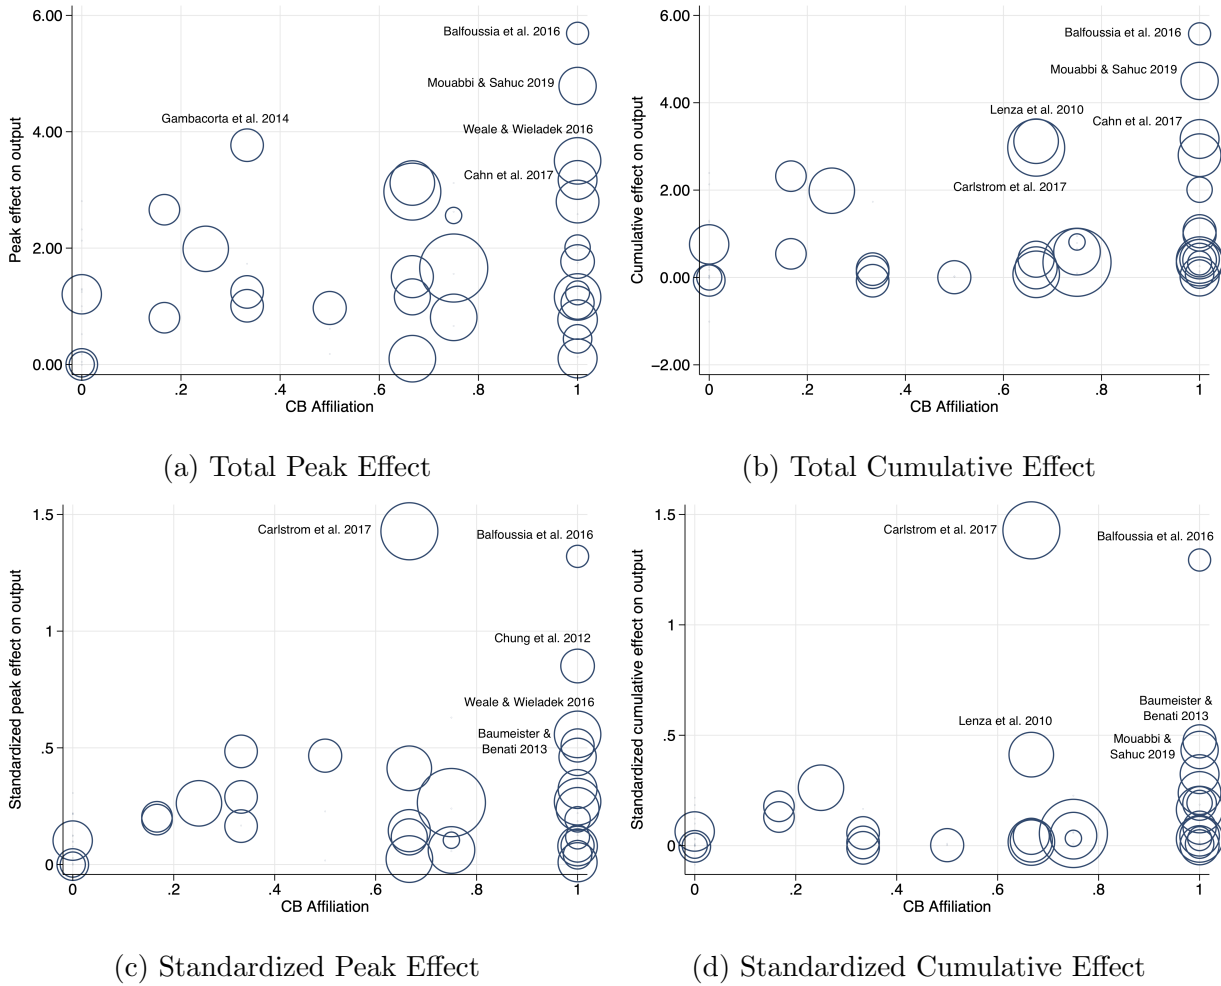 6.00
4.00
2.00
0.00
Peak effect on output
Balfoussia et al. 2016
Mouabbi & Sahuc 2019
Gambacorta et al. 2014
Weale & Wieladek 2016
Cahn et al. 2017
0 .2 .4 .6 .8 1
CB Affiliation
(a) Total Peak Effect
6.00
4.00
2.00
0.00
−2.00
Cumulative effect on output
Balfoussia et al. 2016
Mouabbi & Sahuc 2019
Lenza et al. 2010
Cahn et al. 2017
Carlstrom et al. 2017
0 .2 .4 .6 .8 1
CB Affiliation
(b) Total Cumulative Effect
1.5
1
.5
0
Standardized peak effect on output
Carlstrom et al. 2017
Balfoussia et al. 2016
Chung et al. 2012
Weale & Wieladek 2016
Baumeister &
Benati 2013
0 .2 .4 .6 .8 1
CB Affiliation
(c) Standardized Peak Effect
1.5
1
.5
0
Standardized cumulative effect on output
Carlstrom et al. 2017
Balfoussia et al. 2016
Baumeister &
Benati 2013
Lenza et al. 2010
Mouabbi &
Sahuc 2019
0 .2 .4 .6 .8 1
CB Affiliation
(d) Standardized Cumulative Effect